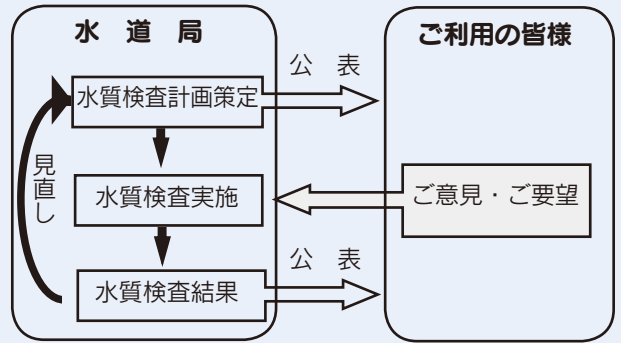 水 道 局
ご利用の皆様
公 表
水質検査計画策定
見直し
水質検査実施
ご意見・ご要望
公 表
水質検査結果